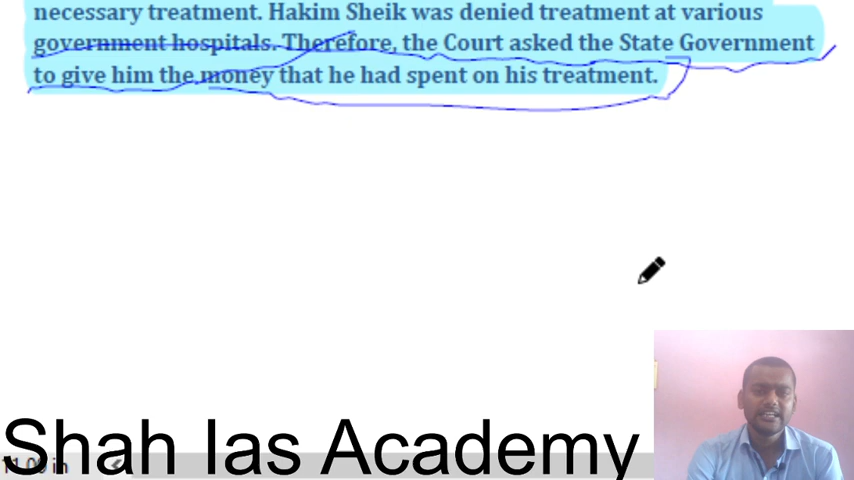 necessary treatment. Hakim Sheik was denied treatment at various
government hospitals. Therefore, the Court asked the State Government
to give him the money that he had spent on his treatment.
Shah Ias Academy